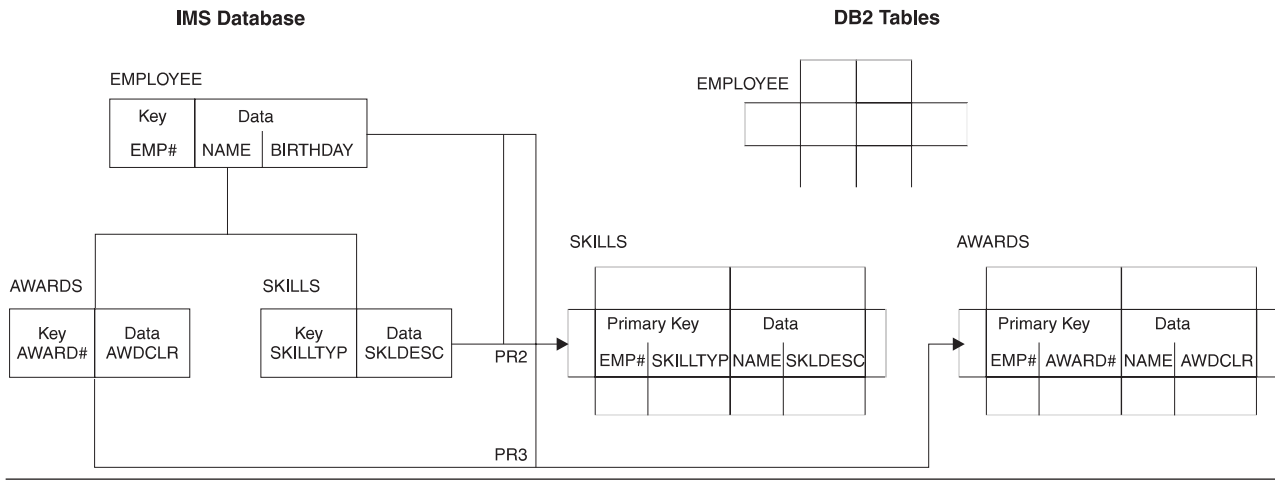 IMS Database
DB2 Tables
EMPLOYEE
Key Data
EMP# NAME BIRTHDAY
EMPLOYEE
AWARDS
Key Data
AWARD# AWDCLR
SKILLS
Key Data
SKILLTYP SKLDESC
PR2
PR3
SKILLS
Primary Key Data
EMP# SKILLTYP NAME SKLDESC
AWARDS
Primary Key Data
EMP# AWARD# NAME AWDCLR